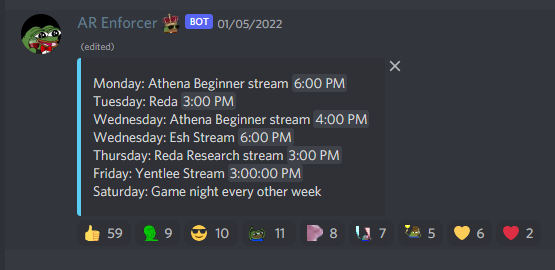 AR Enforcer BOT 01/05/2022
(edited)
Monday: Athena Beginner stream 6:00 PM
Tuesday: Reda 3:00 PM
Wednesday: Athena Beginner stream 4:00 PM
Wednesday: Esh Stream 6:00 PM
Thursday: Reda Research stream 3:00 PM
Friday: Yentlee Stream 3:00:00 PM
Saturday: Game night every other week
59 9 10 11 8 7 5 6 2